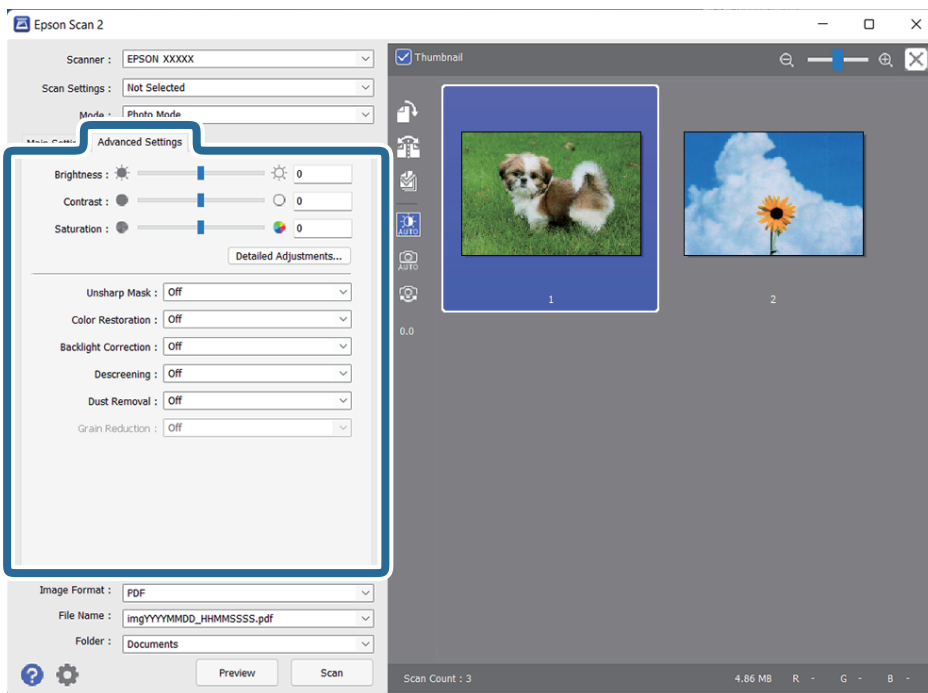 Epson Scan 2
Scanner : EPSON XXXXX
Scan Settings : Not Selected
Mode : Photo Mode
Advanced Settings
Brightness : 0
Contrast : 0
Saturation : 0
Detailed Adjustments...
Unsharp Mask : Off
Color Restoration : Off
Backlight Correction : Off
Descreening : Off
Dust Removal : Off
Grain Reduction : Off
Image Format : PDF
File Name : imgYYYYMMDD_HHMMSSSS.pdf
Folder : Documents
?
Preview
Scan
Thumbnail
AUTO
AUTO
0.0
1
2
Scan Count : 3
4.86 MB R - G - B -